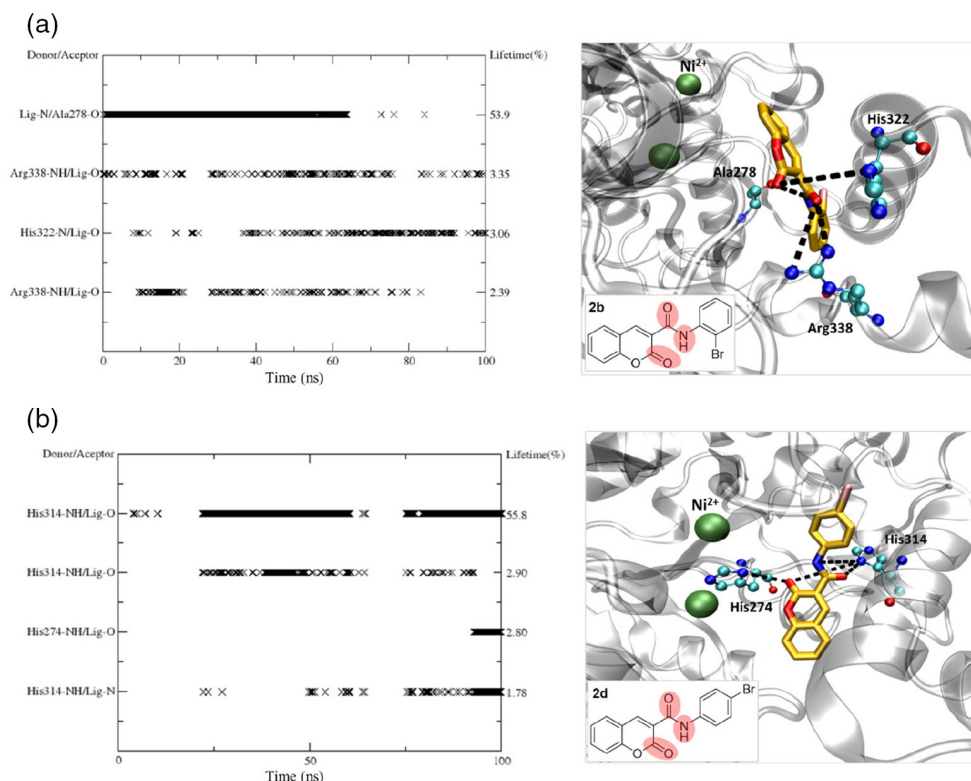 (a)
Donor/Aceptor
Lifetime(%)
Lig-N/Ala278-O
53.9
Arg338-NH/Lig-O
3.35
His322-N/Lig-O
3.06
Arg338-NH/Lig-O
2.39
0
20
40
60
80
100
Time (ns)
Ni2+
His322
Ala278
Arg338
2b
O
N
H
Br
O
O
(b)
Donor/Aceptor
Lifetime(%)
His314-NH/Lig-O
55.8
His314-NH/Lig-O
2.90
His274-NH/Lig-O
2.80
His314-NH/Lig-N
1.78
0
50
100
Time (ns)
Ni2+
His314
His274
2d
Br
O
N
H
O
O